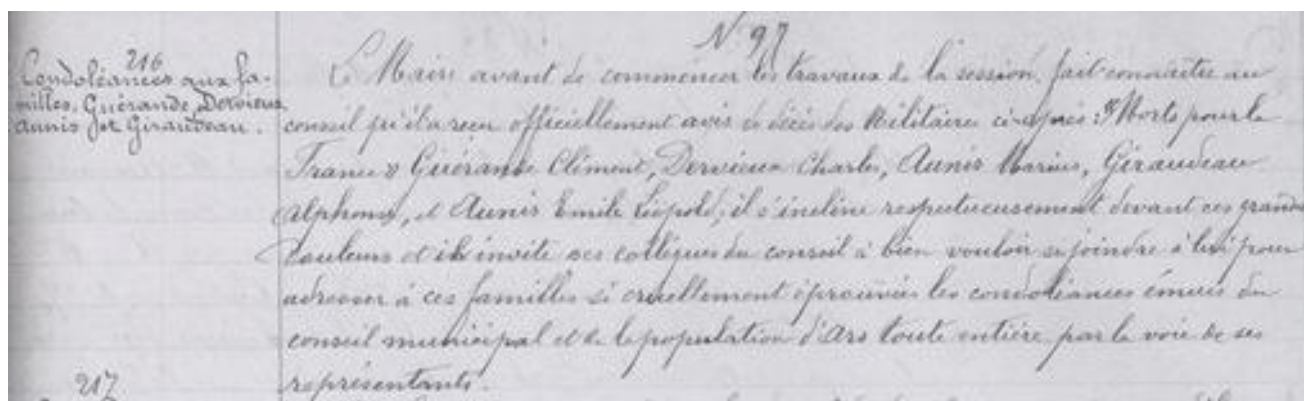 N° 97
216
Condoléances aux fa-
milles, Guérande, Dervieux,
Aunis et Giraudeau.
Le Maire avant de commencer les travaux de la session, fait connaître au
conseil qu'il a reçu officiellement avis de décès des Militaires ci-après "Morts pour la
France" Guérande Clément, Dervieux Charles, Aunis Marius, Giraudeau
Alphonse, et Aunis Emile Léopold; il s'incline respectueusement devant ces grandes
douleurs et il invite ses collègues du conseil à bien vouloir se joindre à lui pour
adresser à ces familles si cruellement éprouvées les condoléances émues du
conseil municipal et de la population d'Ars toute entière par la voie de ses
représentants.
217